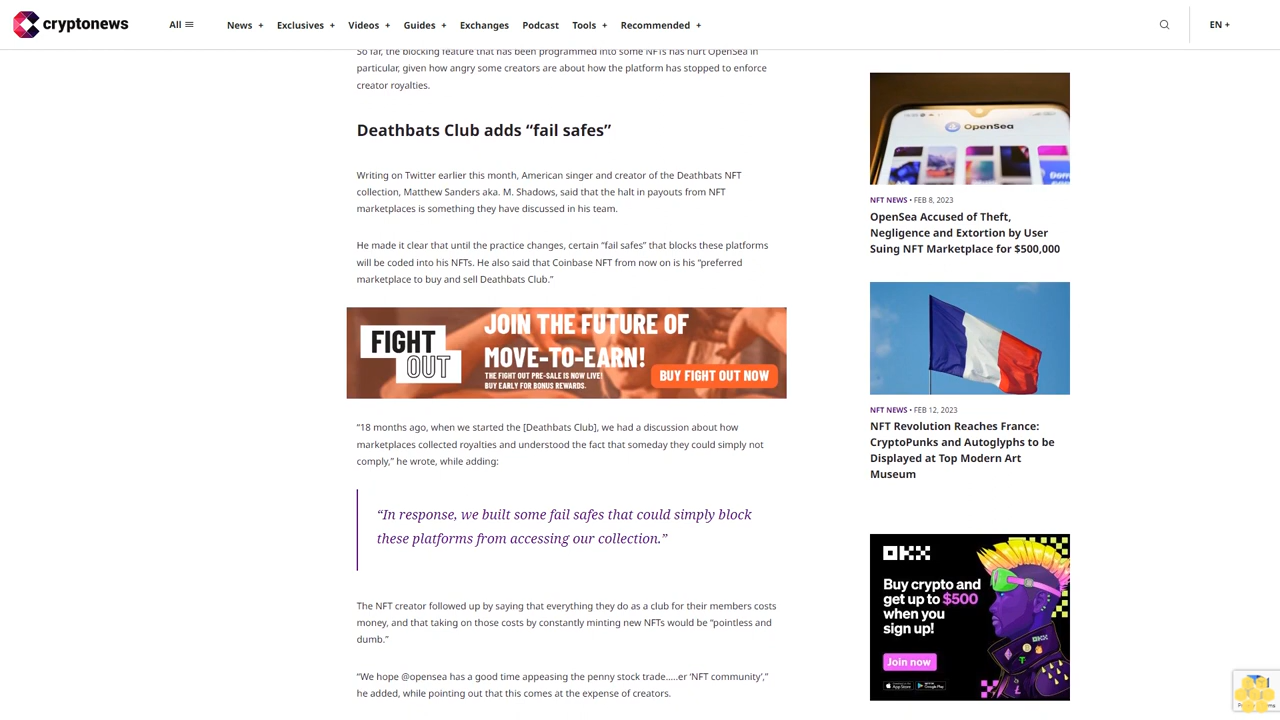 cryptonews
All
News +
Exclusives +
Videos +
Guides +
Exchanges
Podcast
Tools +
Recommended +
EN +
So far, the blocking feature that has been programmed into some NFTs has hurt OpenSea in
particular, given how angry some creators are about how the platform has stopped to enforce
creator royalties.
Deathbats Club adds “fail safes”
Writing on Twitter earlier this month, American singer and creator of the Deathbats NFT
collection, Matthew Sanders aka. M. Shadows, said that the halt in payouts from NFT
marketplaces is something they have discussed in his team.
He made it clear that until the practice changes, certain “fail safes” that blocks these platforms
will be coded into his NFTs. He also said that Coinbase NFT from now on is his “preferred
marketplace to buy and sell Deathbats Club.”
FIGHT
OUT
JOIN THE FUTURE OF
MOVE-TO-EARN!
THE FIGHT OUT PRE-SALE IS NOW LIVE!
BUY EARLY FOR BONUS REWARDS.
BUY FIGHT OUT NOW
“18 months ago, when we started the [Deathbats Club], we had a discussion about how
marketplaces collected royalties and understood the fact that someday they could simply not
comply,” he wrote, while adding:
“In response, we built some fail safes that could simply block
these platforms from accessing our collection.”
The NFT creator followed up by saying that everything they do as a club for their members costs
money, and that taking on those costs by constantly minting new NFTs would be “pointless and
dumb.”
“We hope @opensea has a good time appeasing the penny stock trade…..er ‘NFT community’,”
he added, while pointing out that this comes at the expense of creators.
OpenSea
NFT NEWS • FEB 8, 2023
OpenSea Accused of Theft,
Negligence and Extortion by User
Suing NFT Marketplace for $500,000
NFT NEWS • FEB 12, 2023
NFT Revolution Reaches France:
CryptoPunks and Autoglyphs to be
Displayed at Top Modern Art
Museum
OKX
Buy crypto and
get up to $500
when you
sign up!
Join now
App Store
Google Play
OKX